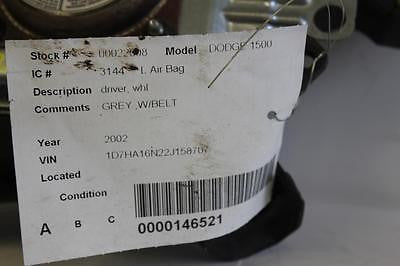 Stock # 00022608 Model DODGE 1500
IC # 3144 L Air Bag
Description driver, whl
Comments GREY ,W/BELT
Year 2002
VIN 1D7HA16N22J158707
Located
Condition
A B C
0000146521